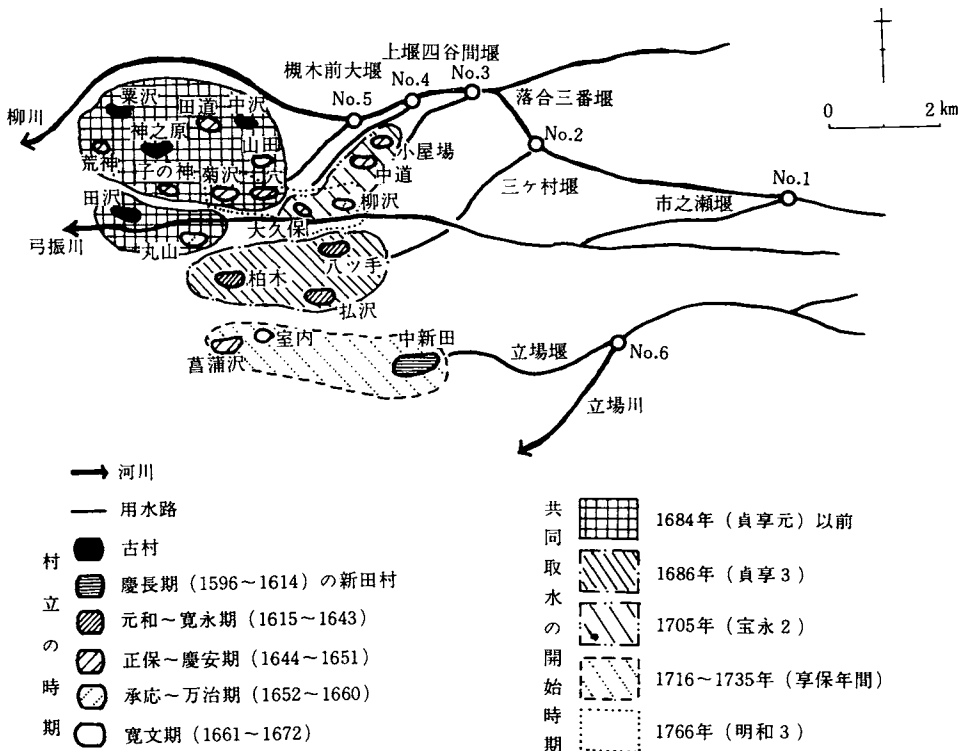 上堰四谷間堰
槻木前大堰
No.4
No.3
No.5
落合三番堰
柳川
粟沢
田道
中沢
No.2
0 2 km
神之原
山田
小屋場
荒神
中道
三ケ村堰
No.1
子の神
菊沢
十穴
市之瀬堰
田沢
柳沢
大久保
弓振川
丸山
八ッ手
柏木
払沢
室内
中新田
菖蒲沢
立場堰
No.6
立場川
河川
用水路
村立の時期
古村
慶長期(1596~1614)の新田村
元和~寛永期(1615~1643)
正保~慶安期(1644~1651)
承応~万治期(1652~1660)
寛文期(1661~1672)
共同取水の開始時期
1684年(貞享元)以前
1686年(貞享3)
1705年(宝永2)
1716~1735年(享保年間)
1766年(明和3)